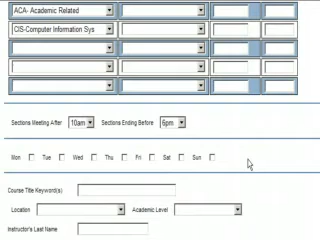 ACA- Academic Related
CIS-Computer Information Sys
Sections Meeting After 10am Sections Ending Before 6pm
Mon Tue Wed Thu Fri Sat Sun
Course Title Keyword(s)
Location Academic Level
Instructor's Last Name